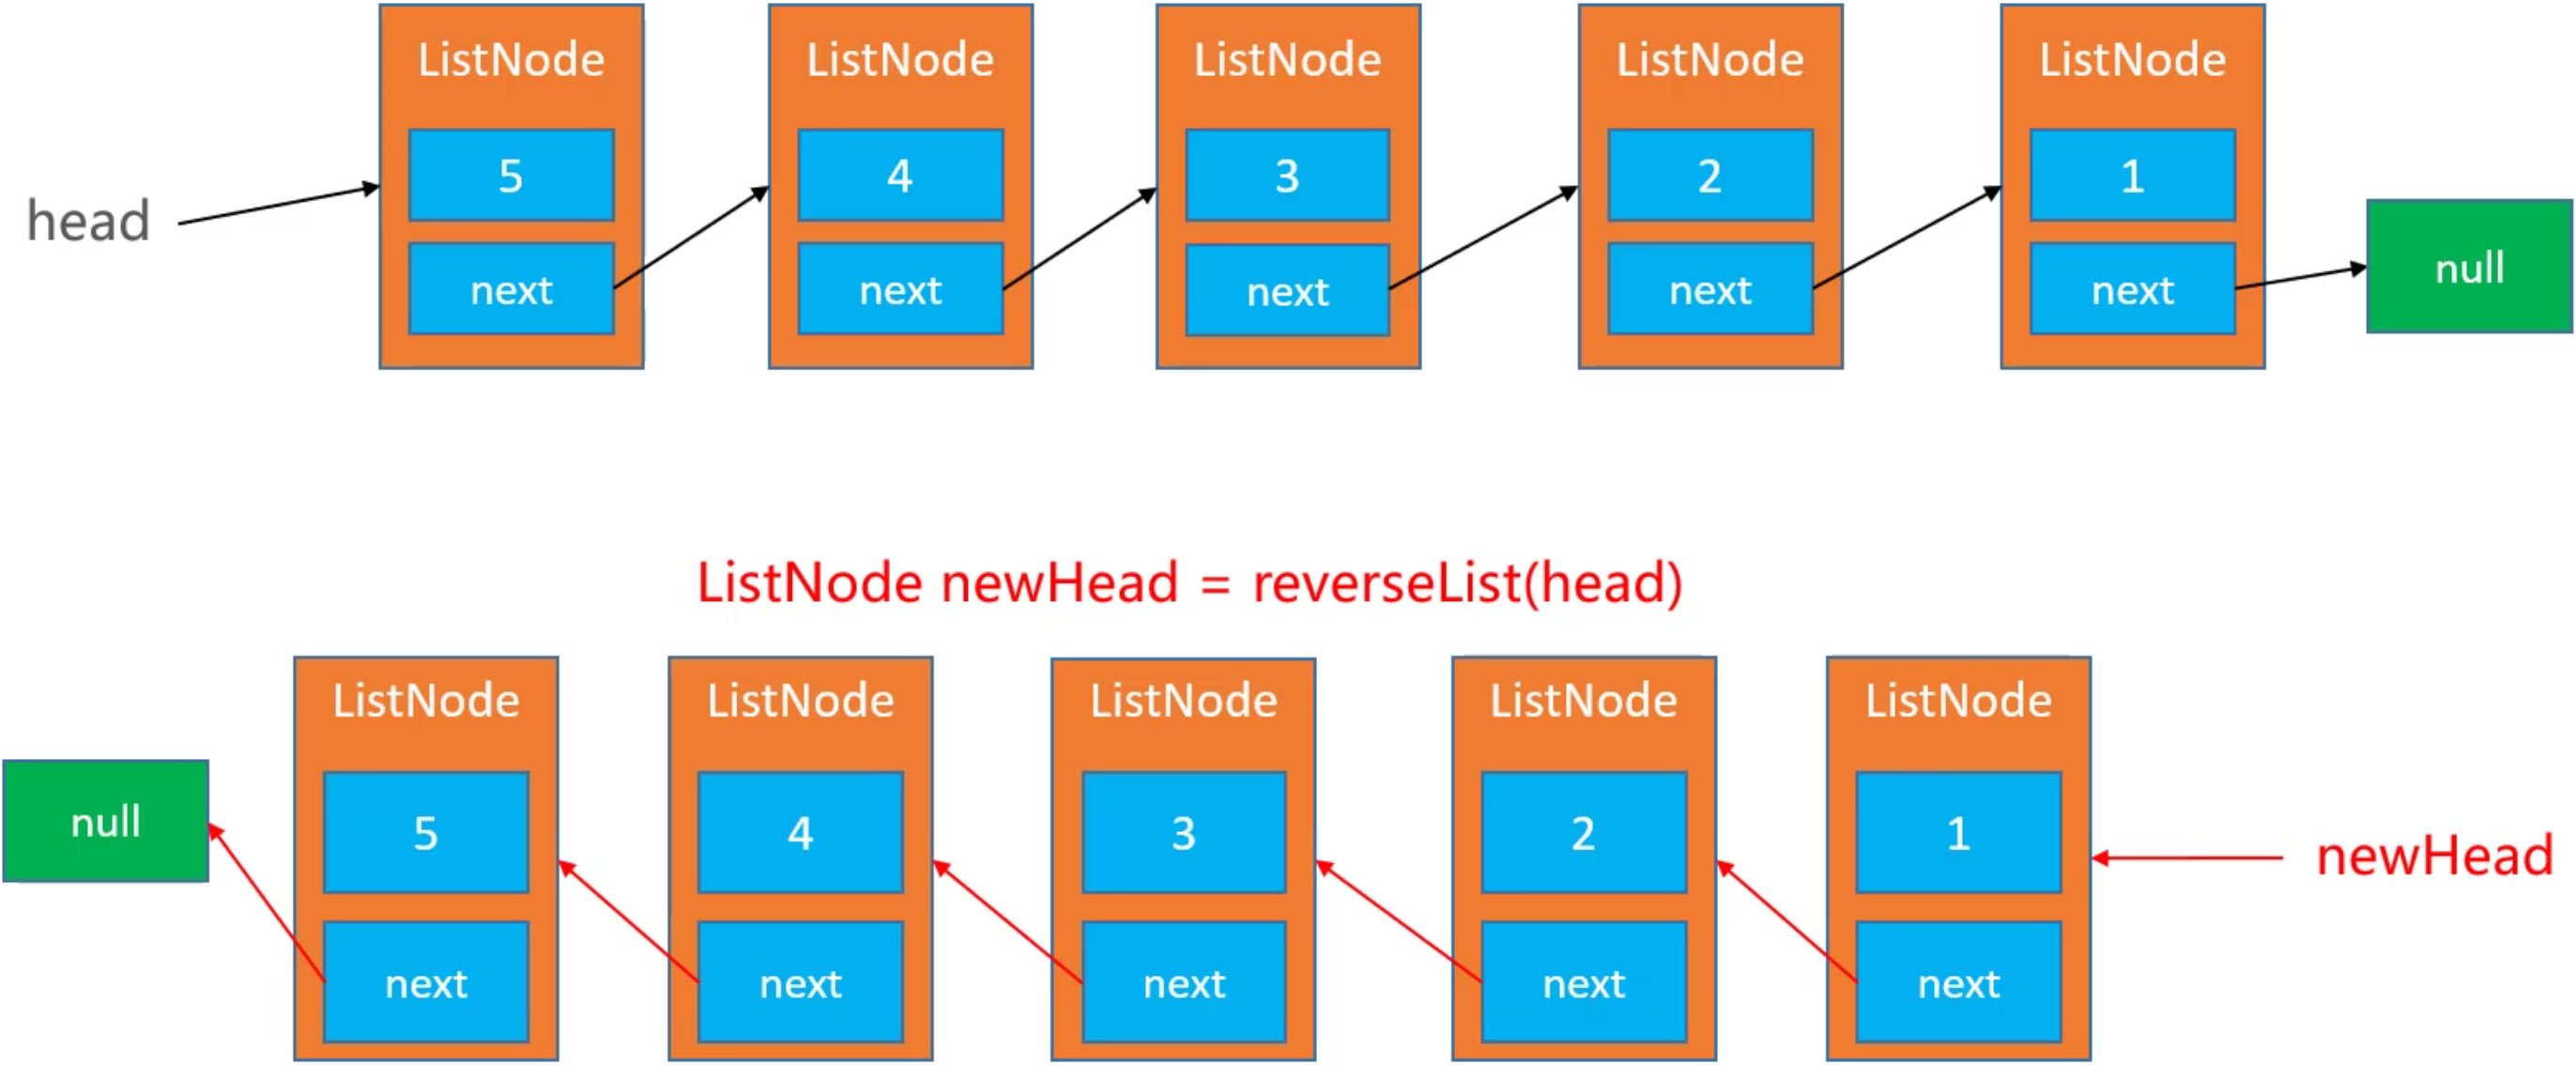 ListNode ListNode ListNode ListNode ListNode
5 4 3 2 1
head
next next next next next
null
ListNode newHead = reverseList(head)
ListNode ListNode ListNode ListNode ListNode
null 5 4 3 2 1
newHead
next next next next next